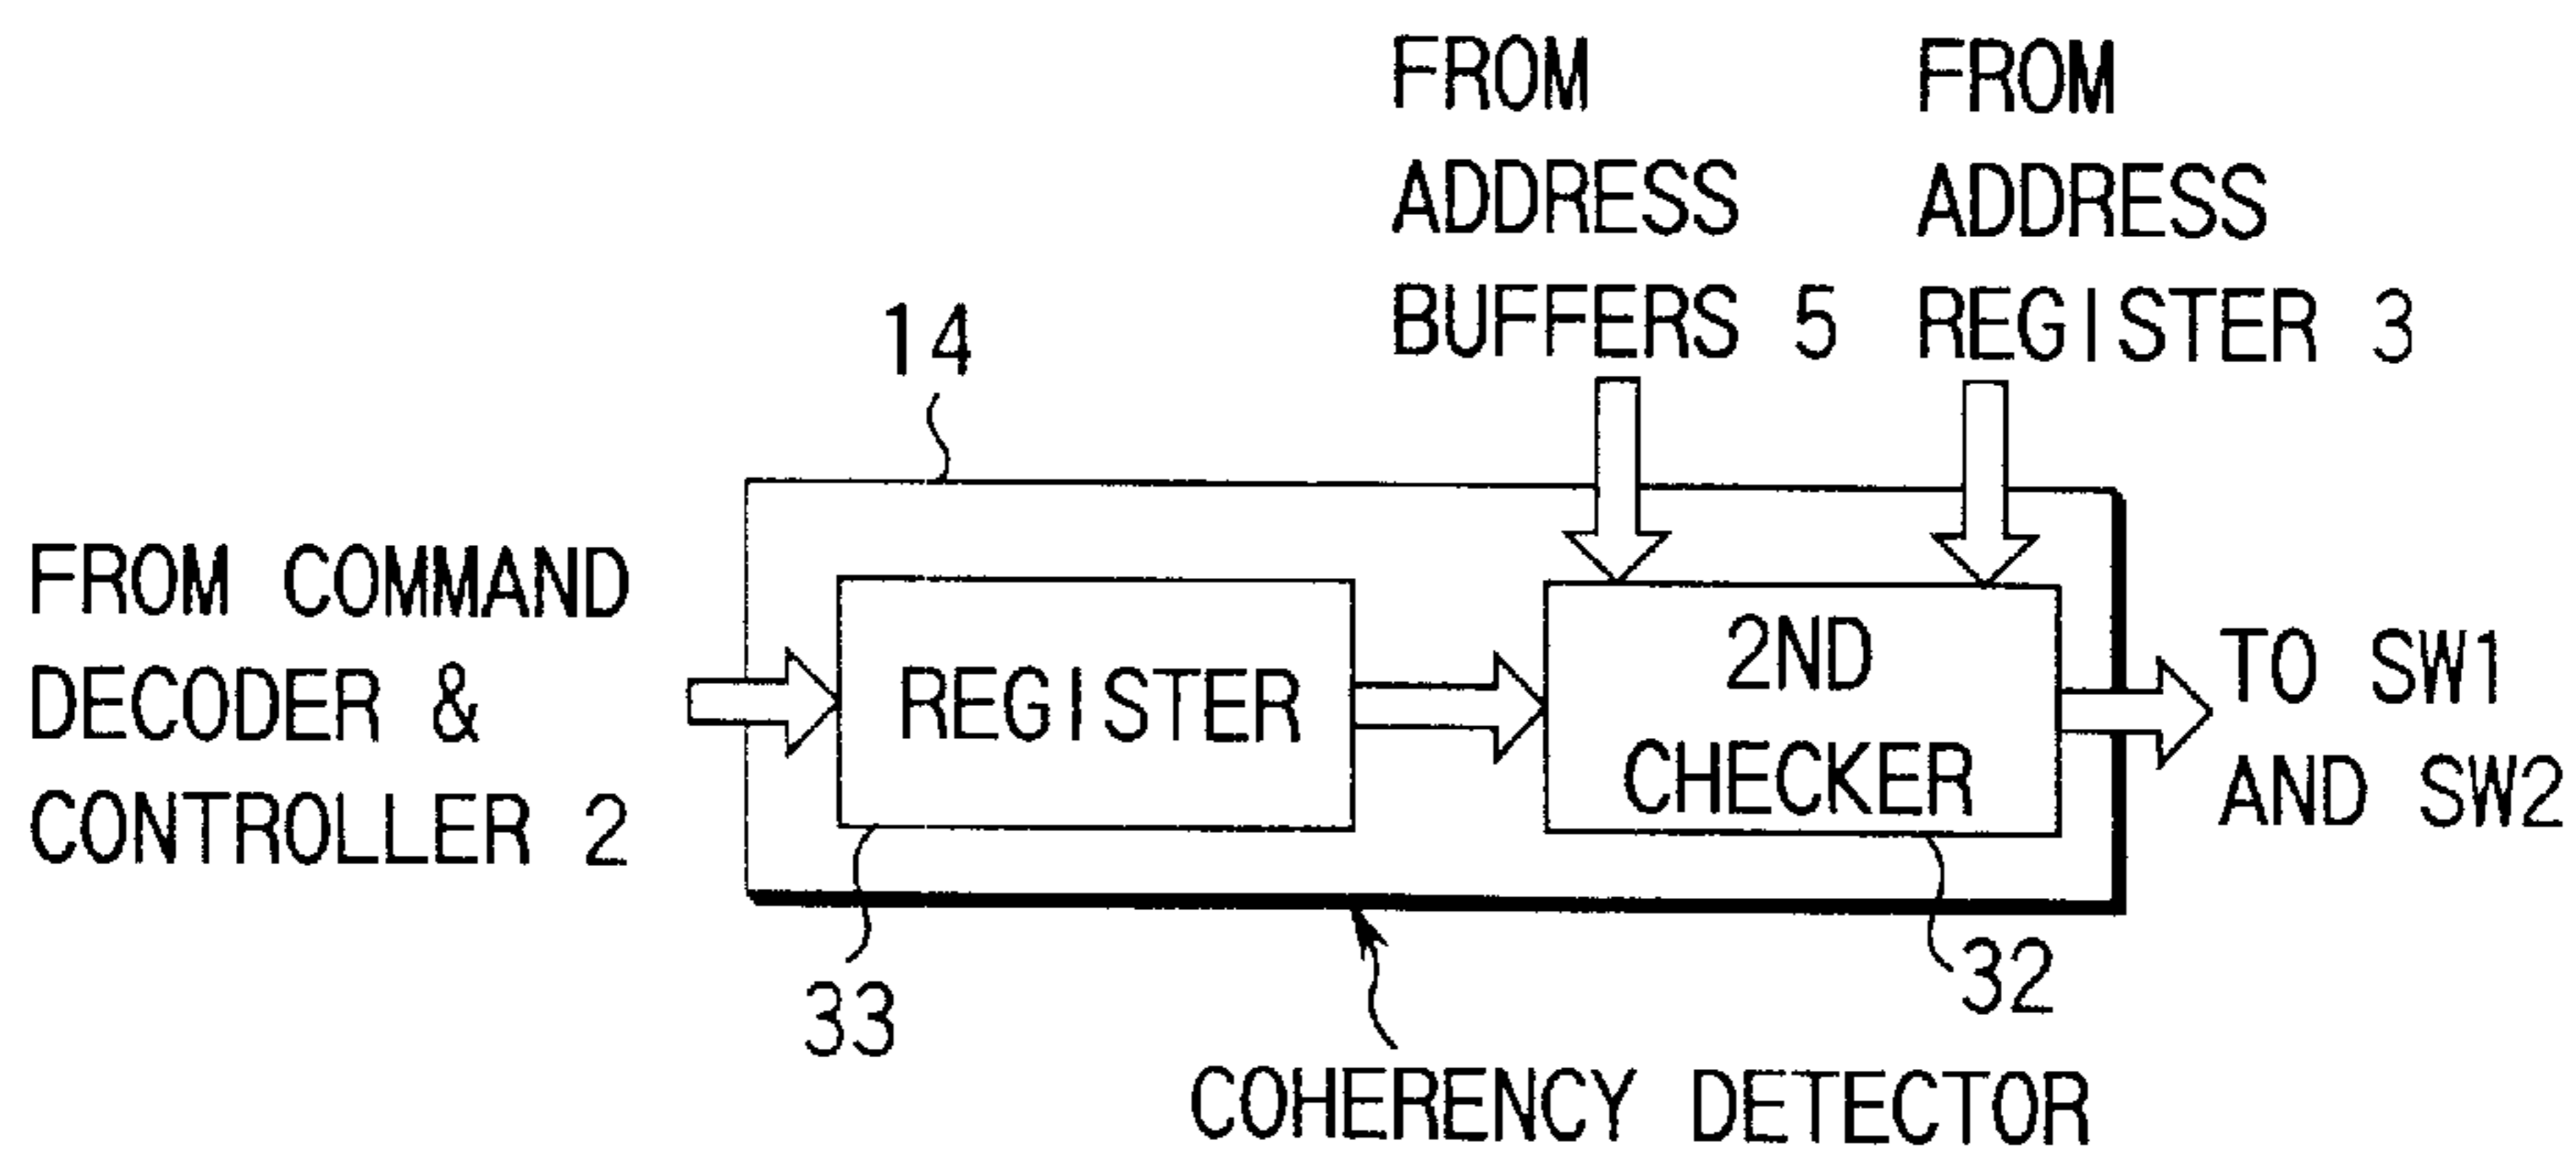 FROM
ADDRESS
BUFFERS 5
FROM
ADDRESS
REGISTER 3
14
FROM COMMAND
DECODER &
CONTROLLER 2
REGISTER
2ND
CHECKER
TO SW1
AND SW2
33
32
COHERENCY DETECTOR